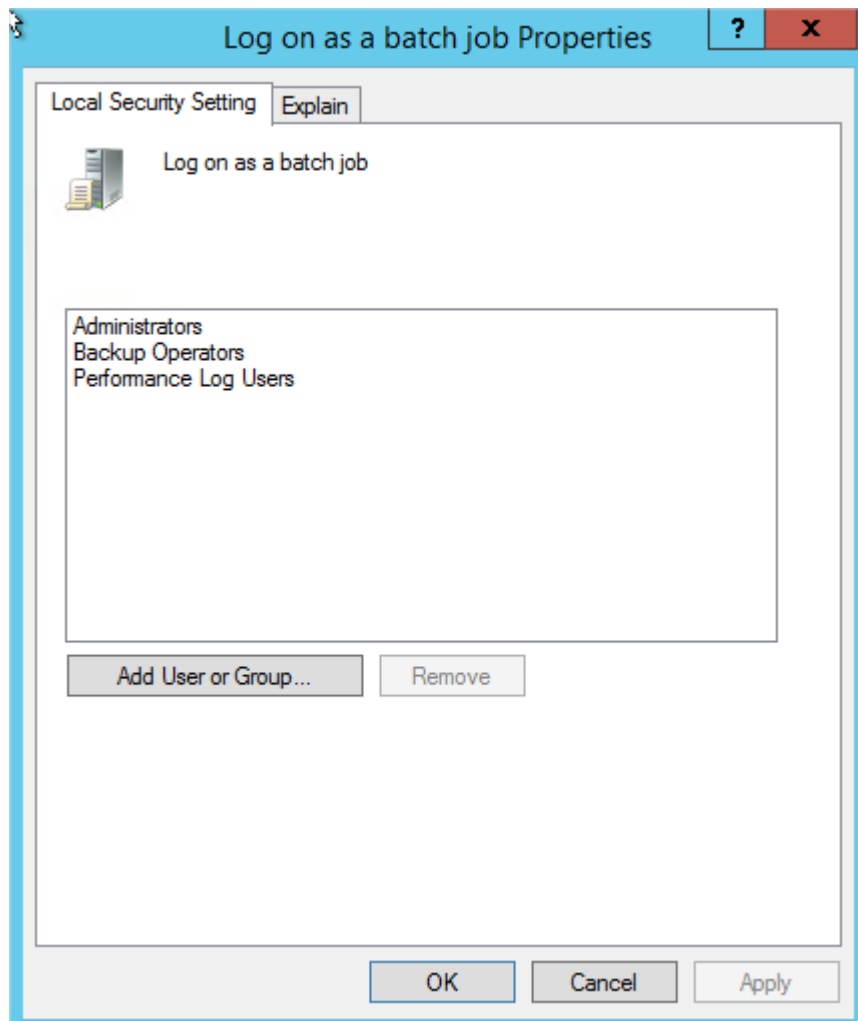 Log on as a batch job Properties
?
x
Local Security Setting
Explain
Log on as a batch job
Administrators
Backup Operators
Performance Log Users
Add User or Group...
Remove
OK
Cancel
Apply